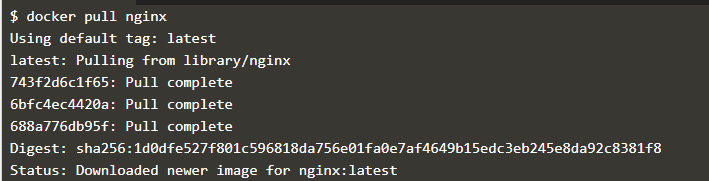 $ docker pull nginx
Using default tag: latest
latest: Pulling from library/nginx
743f2d6c1f65: Pull complete
6bfc4ec4420a: Pull complete
688a776db95f: Pull complete
Digest: sha256:1d0dfe527f801c596818da756e01fa0e7af4649b15edc3eb245e8da92c8381f8
Status: Downloaded newer image for nginx:latest